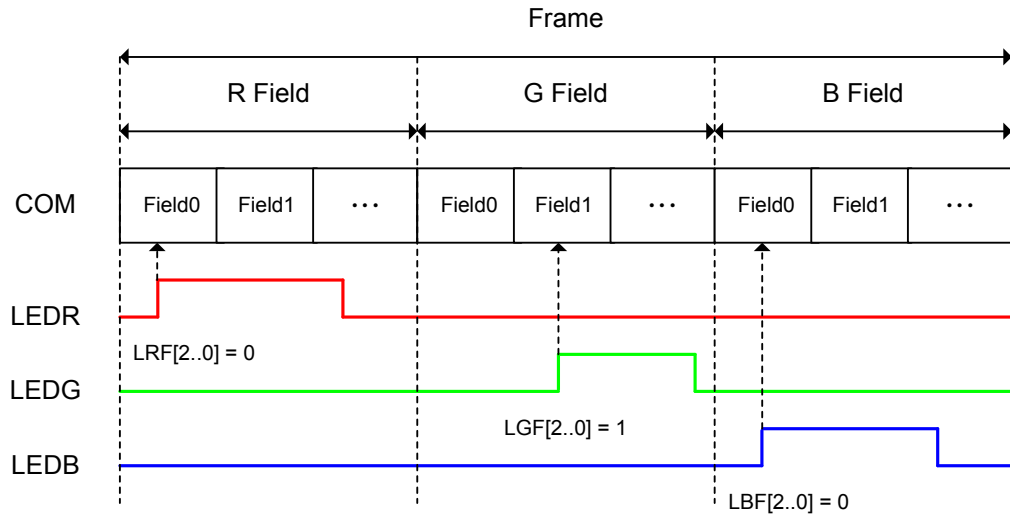 Frame
R Field G Field B Field
COM Field0 Field1 ··· Field0 Field1 ··· Field0 Field1 ···
LEDR
LRF[2..0] = 0
LEDG
LGF[2..0] = 1
LEDB
LBF[2..0] = 0